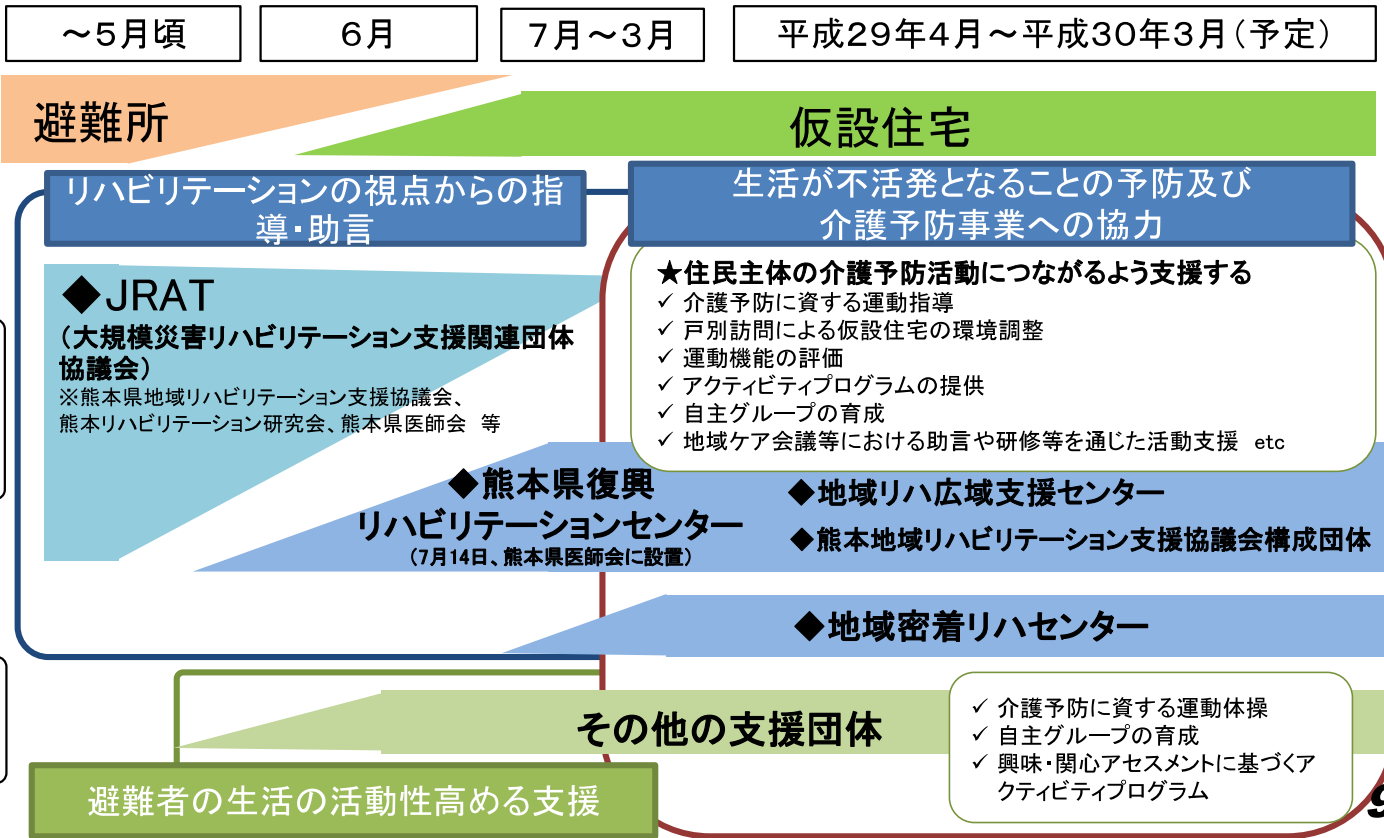 ～5月頃
6月
7月～3月
平成29年4月～平成30年3月（予定）
避難所
仮設住宅
リハビリテーションの視点からの指
導・助言
生活が不活発となることの予防及び
介護予防事業への協力
◆JRAT
（大規模災害リハビリテーション支援関連団体
協議会）
※熊本県地域リハビリテーション支援協議会、
熊本リハビリテーション研究会、熊本県医師会 等
★住民主体の介護予防活動につながるよう支援する
✓ 介護予防に資する運動指導
✓ 戸別訪問による仮設住宅の環境調整
✓ 運動機能の評価
✓ アクティビティプログラムの提供
✓ 自主グループの育成
✓ 地域ケア会議等における助言や研修等を通じた活動支援 etc
◆熊本県復興
リハビリテーションセンター
（7月14日、熊本県医師会に設置）
◆地域リハ広域支援センター
◆熊本地域リハビリテーション支援協議会構成団体
◆地域密着リハセンター
その他の支援団体
✓ 介護予防に資する運動体操
✓ 自主グループの育成
✓ 興味・関心アセスメントに基づくア
クティビティプログラム
避難者の生活の活動性高める支援
9